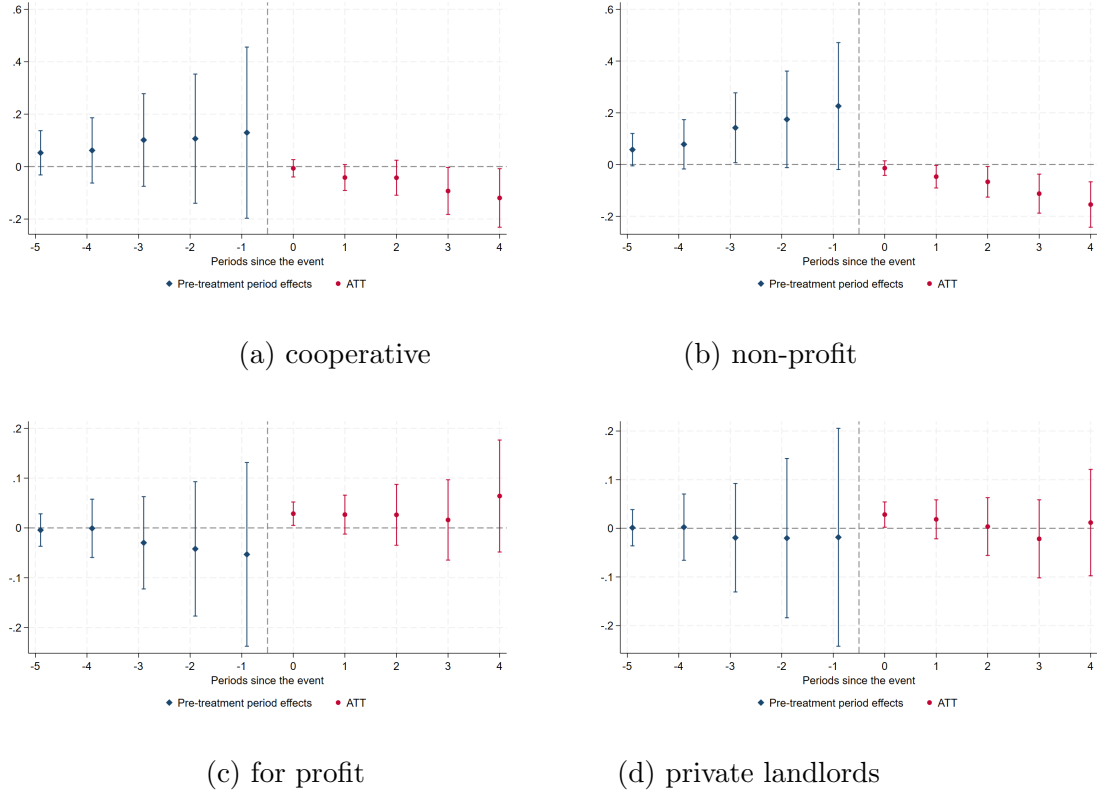 .6
.4
.2
0
-.2
-5 -4 -3 -2 -1 0 1 2 3 4
Periods since the event
Pre-treatment period effects ATT
(a) cooperative
.6
.4
.2
0
-.2
-5 -4 -3 -2 -1 0 1 2 3 4
Periods since the event
Pre-treatment period effects ATT
(b) non-profit
.2
.1
0
-.1
-.2
-5 -4 -3 -2 -1 0 1 2 3 4
Periods since the event
Pre-treatment period effects ATT
(c) for profit
.2
.1
0
-.1
-.2
-5 -4 -3 -2 -1 0 1 2 3 4
Periods since the event
Pre-treatment period effects ATT
(d) private landlords